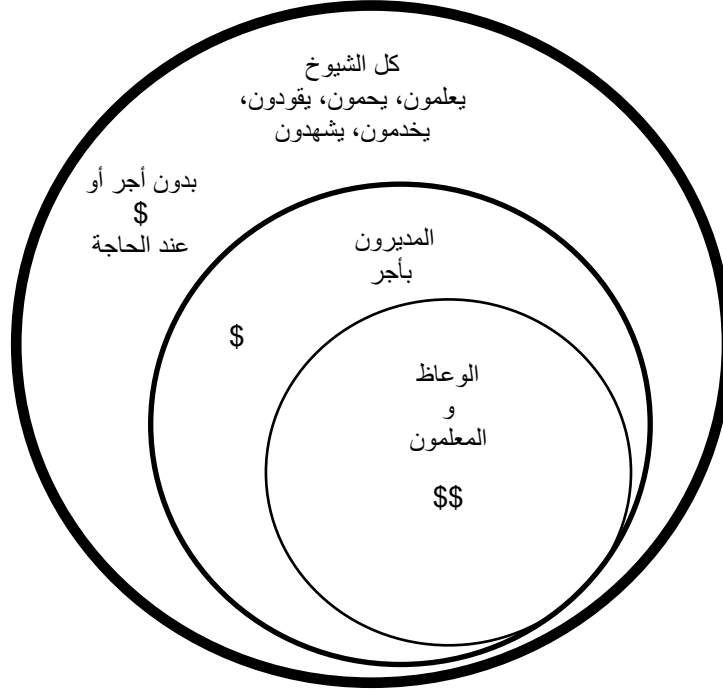 كل الشيوخ
يعلمون، يحمون، يقودون،
يخدمون، يشهدون
بدون أجر أو
$
عند الحاجة
المديرون
بأجر
$
الوعاظ
و
المعلمون
$$